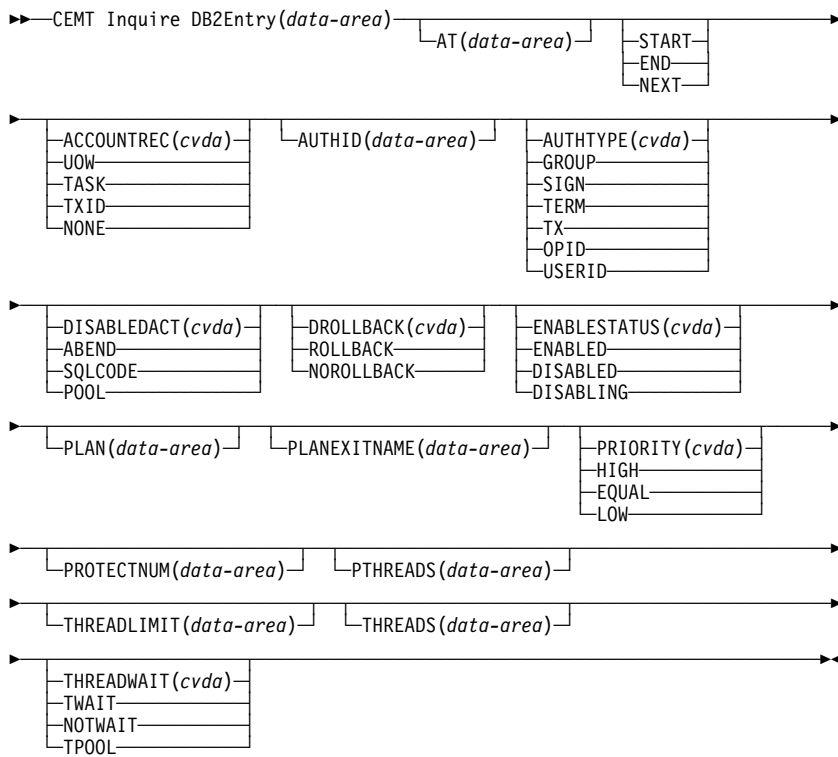 CEMT Inquire DB2Entry(data-area)
AT(data-area)
START
END
NEXT
ACCOUNTREC(cvda)
UOW
TASK
TXID
NONE
AUTHID(data-area)
AUTHTYPE(cvda)
GROUP
SIGN
TERM
TX
OPID
USERID
DISABLEDACT(cvda)
ABEND
SQLCODE
POOL
DROLLBACK(cvda)
ROLLBACK
NOROLLBACK
ENABLESTATUS(cvda)
ENABLED
DISABLED
DISABLING
PLAN(data-area)
PLANEXITNAME(data-area)
PRIORITY(cvda)
HIGH
EQUAL
LOW
PROTECTNUM(data-area)
PTHREADS(data-area)
THREADLIMIT(data-area)
THREADS(data-area)
THREADWAIT(cvda)
TWAIT
NOTWAIT
TPOOL